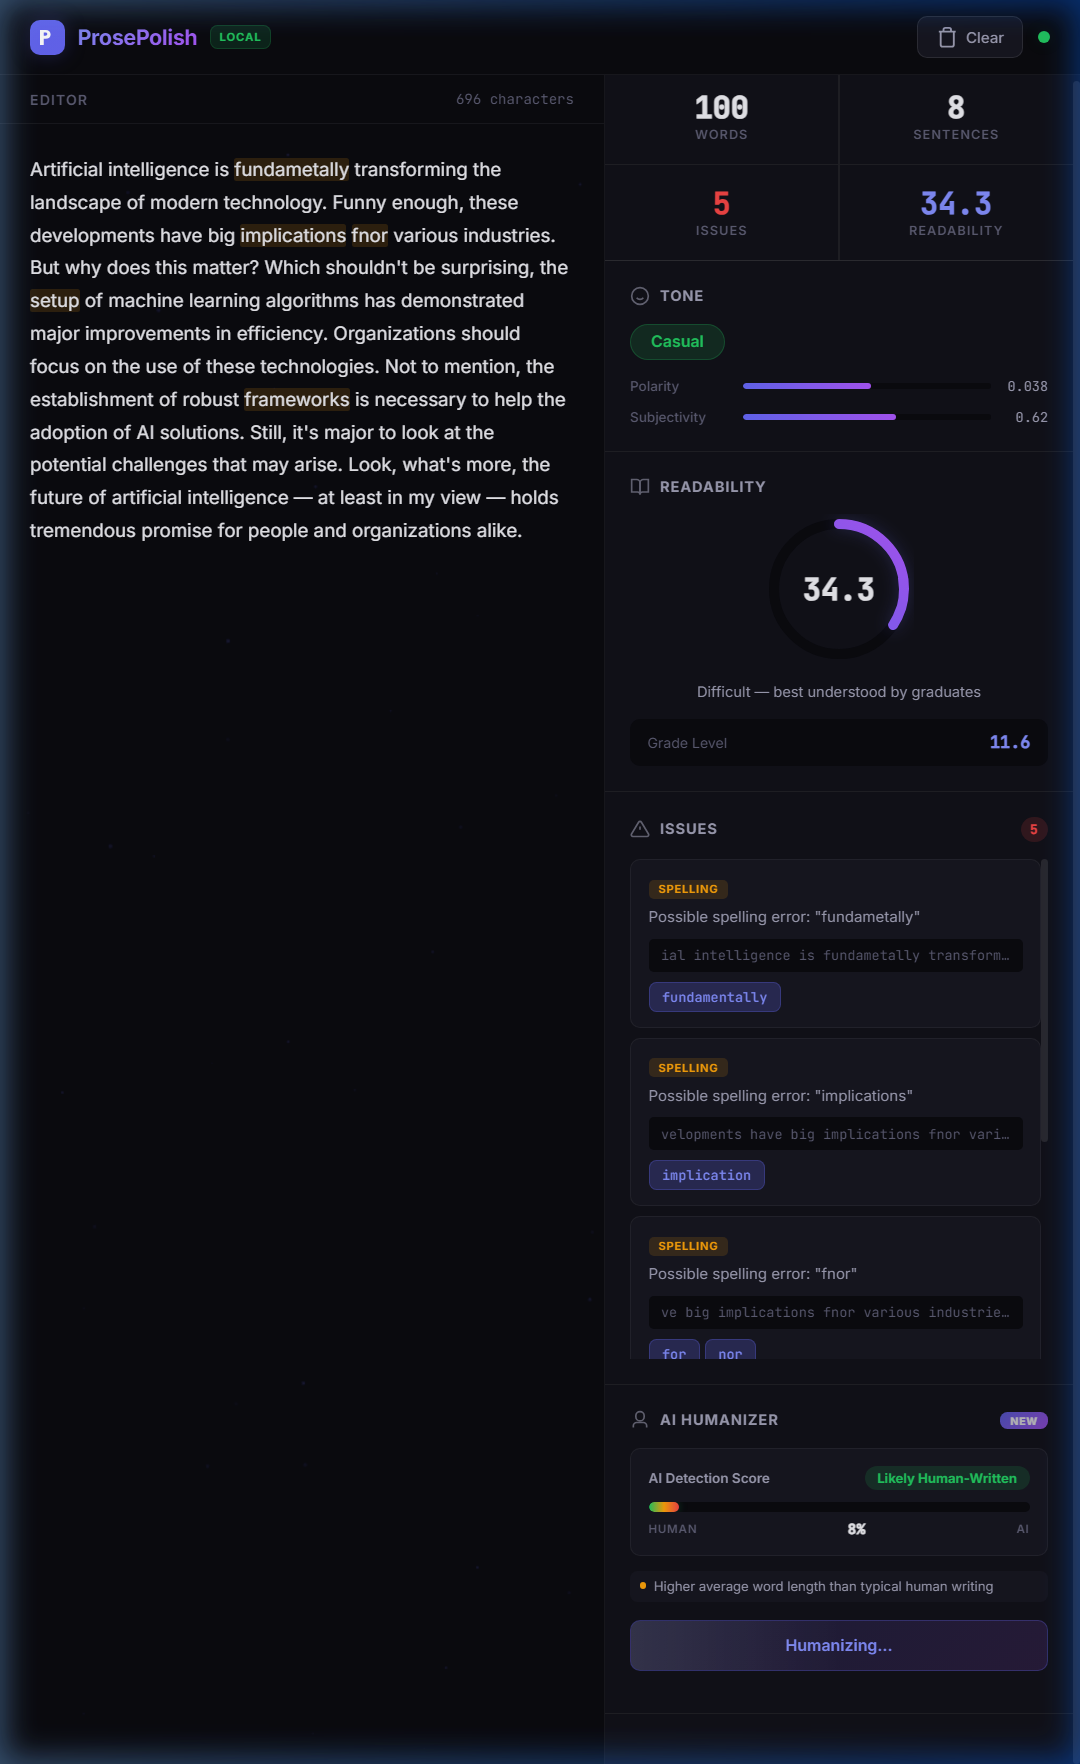 P ProsePolish LOCAL
Clear
EDITOR
696 characters
Artificial intelligence is fundametally transforming the
landscape of modern technology. Funny enough, these
developments have big implications fnor various industries.
But why does this matter? Which shouldn't be surprising, the
setup of machine learning algorithms has demonstrated
major improvements in efficiency. Organizations should
focus on the use of these technologies. Not to mention, the
establishment of robust frameworks is necessary to help the
adoption of AI solutions. Still, it's major to look at the
potential challenges that may arise. Look, what's more, the
future of artificial intelligence — at least in my view — holds
tremendous promise for people and organizations alike.
100
WORDS
8
SENTENCES
5
ISSUES
34.3
READABILITY
TONE
Casual
Polarity 0.038
Subjectivity 0.62
READABILITY
34.3
Difficult — best understood by graduates
Grade Level 11.6
ISSUES 5
SPELLING
Possible spelling error: "fundametally"
ial intelligence is fundametally transform…
fundamentally
SPELLING
Possible spelling error: "implications"
velopments have big implications fnor vari…
implication
SPELLING
Possible spelling error: "fnor"
ve big implications fnor various industrie…
for nor
AI HUMANIZER NEW
AI Detection Score Likely Human-Written
HUMAN 8% AI
Higher average word length than typical human writing
Humanizing...